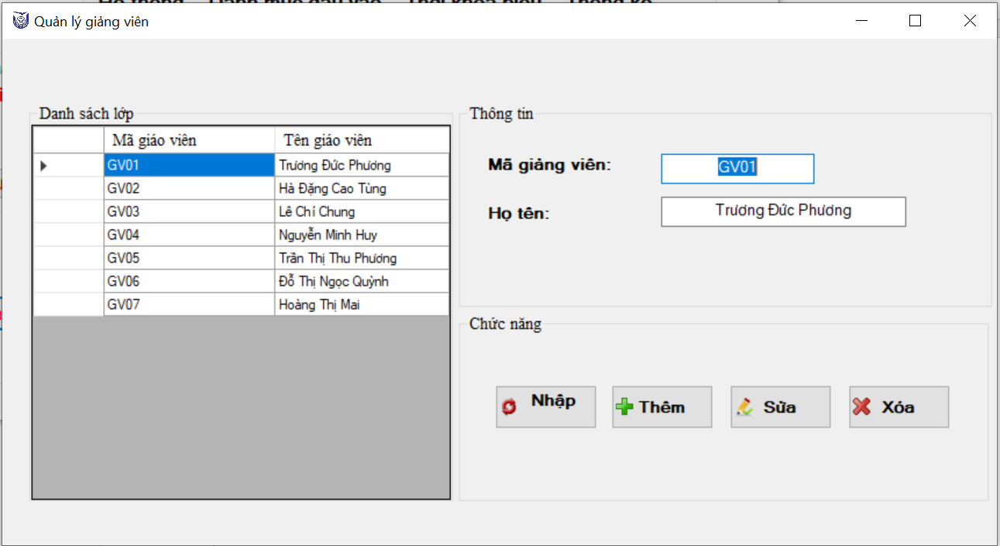 Quản lý giảng viên
Danh sách lớp
Mã giáo viên Tên giáo viên
GV01 Trương Đức Phương
GV02 Hà Đặng Cao Tùng
GV03 Lê Chí Chung
GV04 Nguyễn Minh Huy
GV05 Trần Thị Thu Phương
GV06 Đỗ Thị Ngọc Quỳnh
GV07 Hoàng Thị Mai
Thông tin
Mã giảng viên: GV01
Họ tên: Trương Đức Phương
Chức năng
Nhập Thêm Sửa Xóa